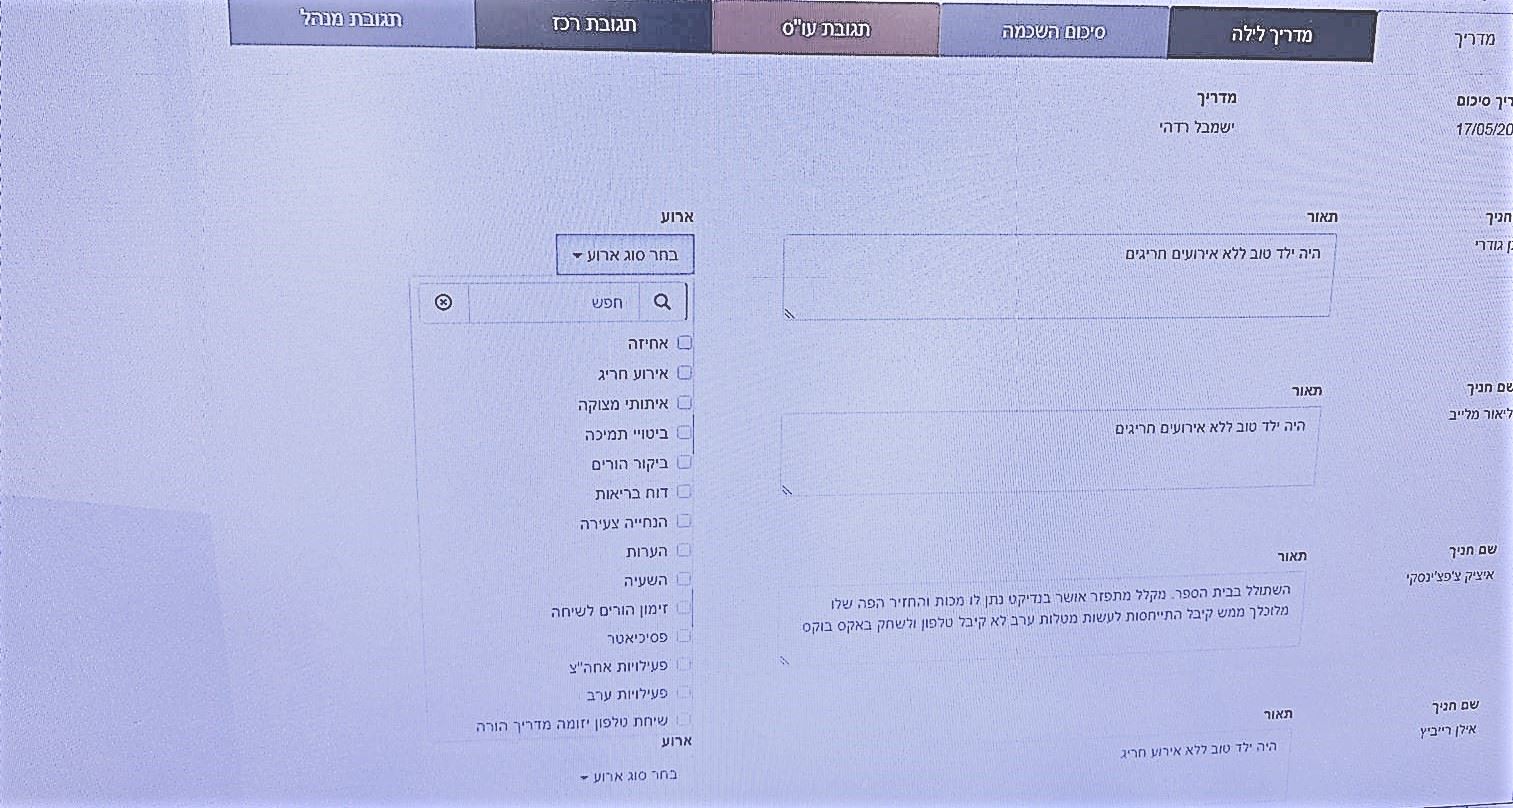 מדריך
מדריך לילה
סיכום השכמה
תגובת עו"ס
תגובת רכז
תגובת מנהל
סיכום
17/05/20
מדריך
ישמבל רדהי
חניך
גודרי
תאור
היה ילד טוב ללא אירועים חריגים
ארוע
בחר סוג ארוע
חפש
אחיזה
אירוע חריג
איתותי מצוקה
ביטויי תמיכה
ביקור הורים
דוח בריאות
הנחייה צעירה
הערות
השעיה
זימון הורים לשיחה
פסיכיאטר
פעילויות אחה"צ
פעילויות ערב
שיחת טלפון יזומה מדריך הורה
שם חניך
ליאור מלייב
תאור
היה ילד טוב ללא אירועים חריגים
שם חניך
איציק צ'פצ'ינסקי
תאור
השתולל בבית הספר. מקלל מתפזר אושר בנדיקט נתן לו מכות והחזיר הפה שלו
מלוכלך ממש קיבל התייחסות לעשות מטלות ערב לא קיבל טלפון ולשחק באקס בוקס
שם חניך
אילן רייביץ
תאור
היה ילד טוב ללא אירוע חריג
ארוע
בחר סוג ארוע